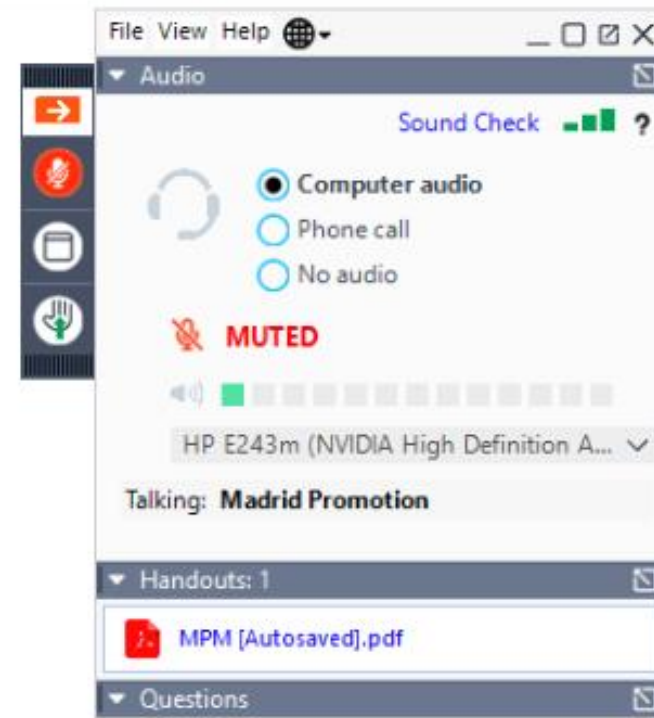 File View Help
Audio
Sound Check ?
Computer audio
Phone call
No audio
MUTED
HP E243m (NVIDIA High Definition A...
Talking: Madrid Promotion
Handouts: 1
MPM [Autosaved].pdf
Questions